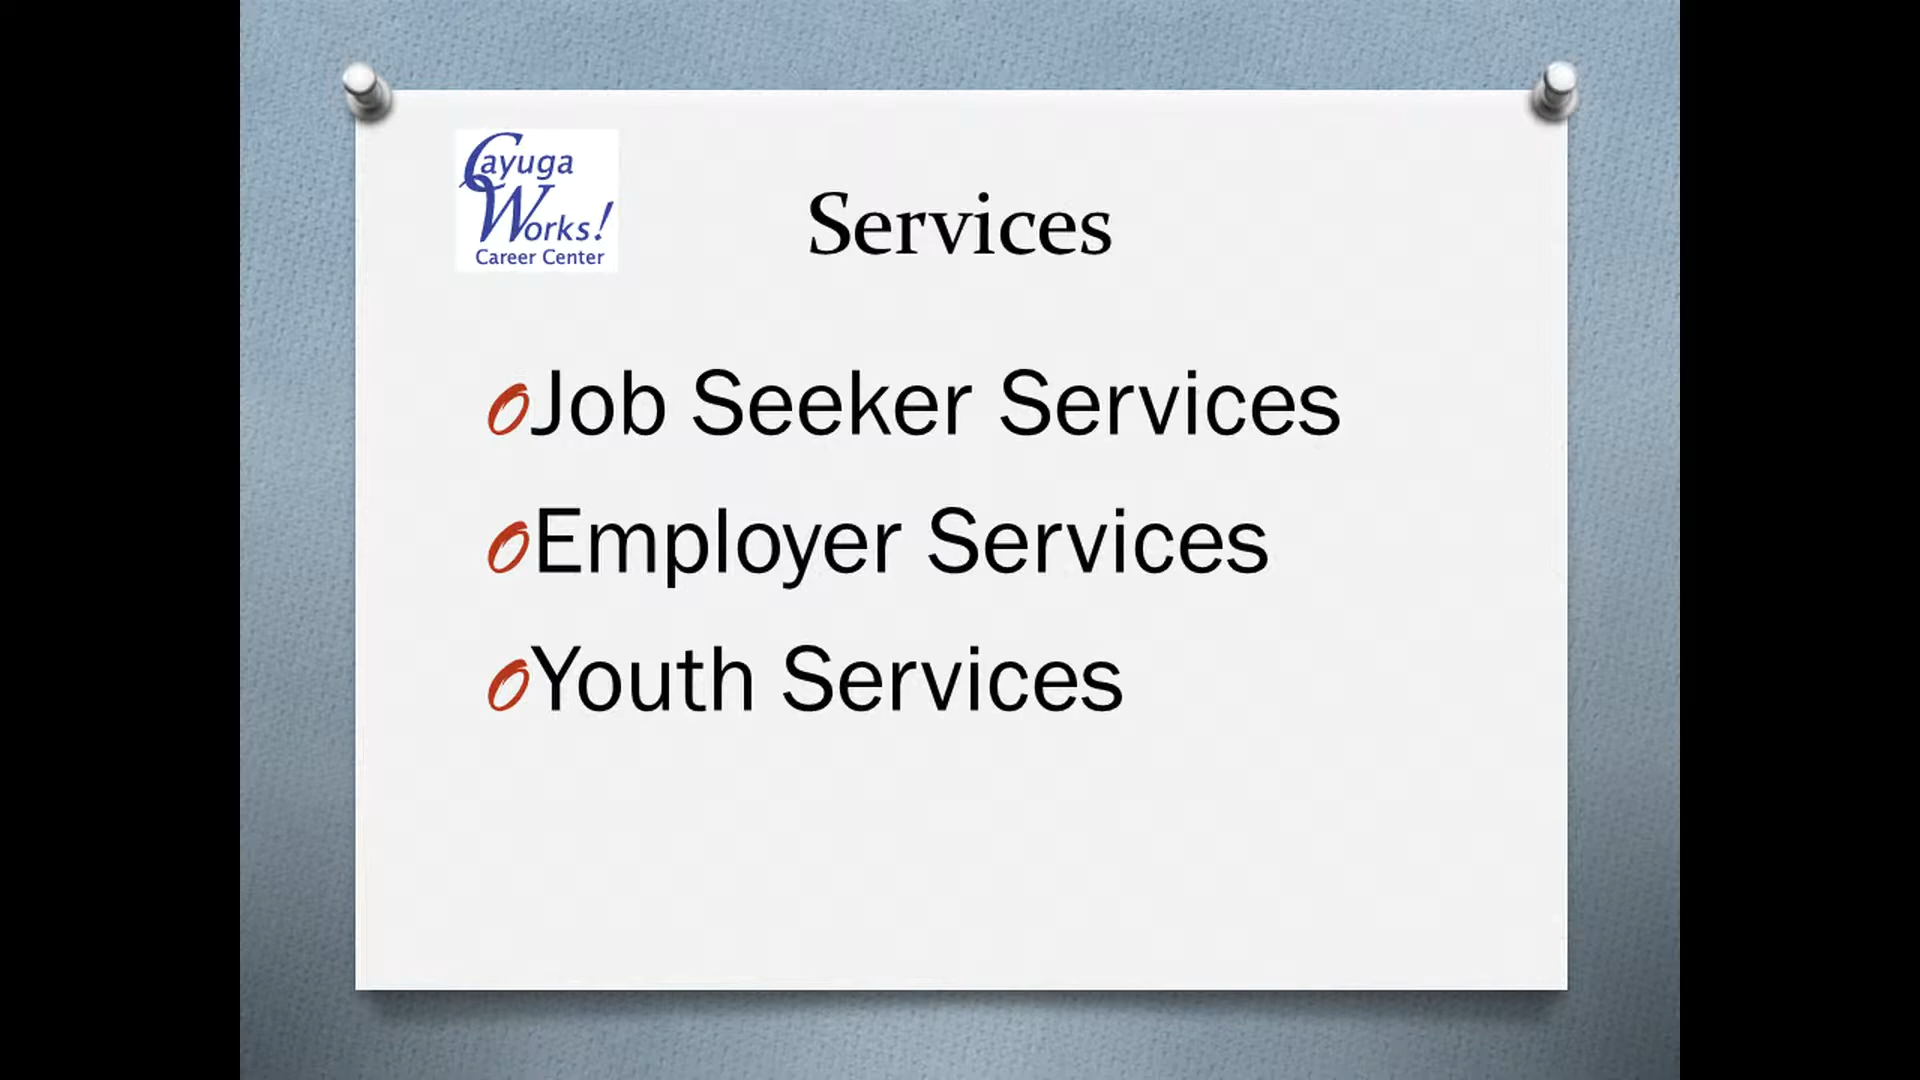 Cayuga
Works!
Career Center
Services
Job Seeker Services
Employer Services
Youth Services